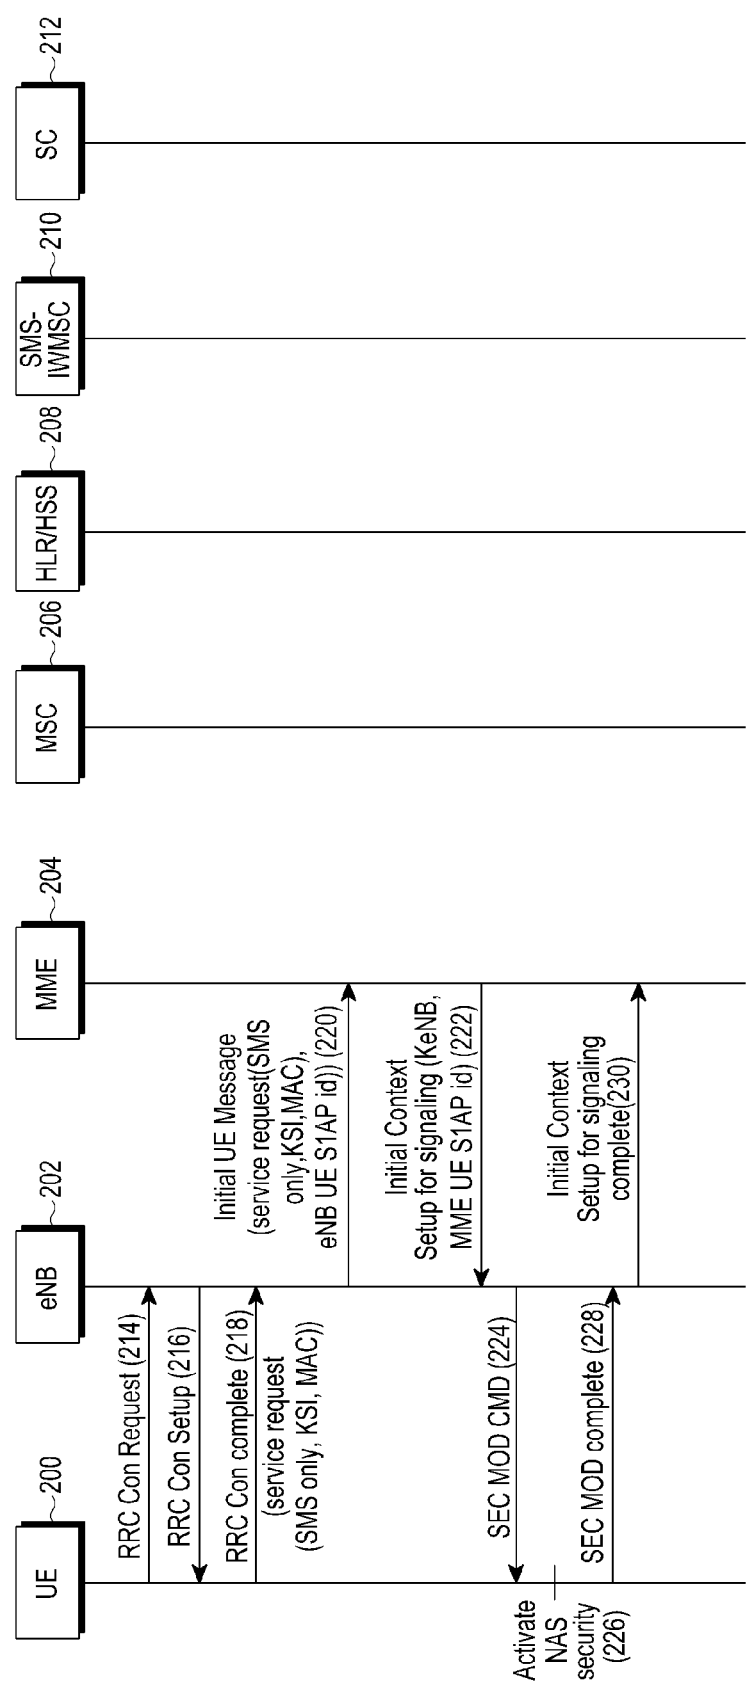 UE
200
eNB
202
MME
204
MSC
206
HLR/HSS
208
SMS-
IWMSC
210
SC
212
RRC Con Request (214)
RRC Con Setup (216)
RRC Con complete (218)
(service request
(SMS only, KSI, MAC))
Initial UE Message
(service request(SMS
only,KSI,MAC),
eNB UE S1AP id)) (220)
Initial Context
Setup for signaling (KeNB,
MME UE S1AP id) (222)
SEC MOD CMD (224)
Activate
NAS
security
(226)
SEC MOD complete (228)
Initial Context
Setup for signaling
complete(230)